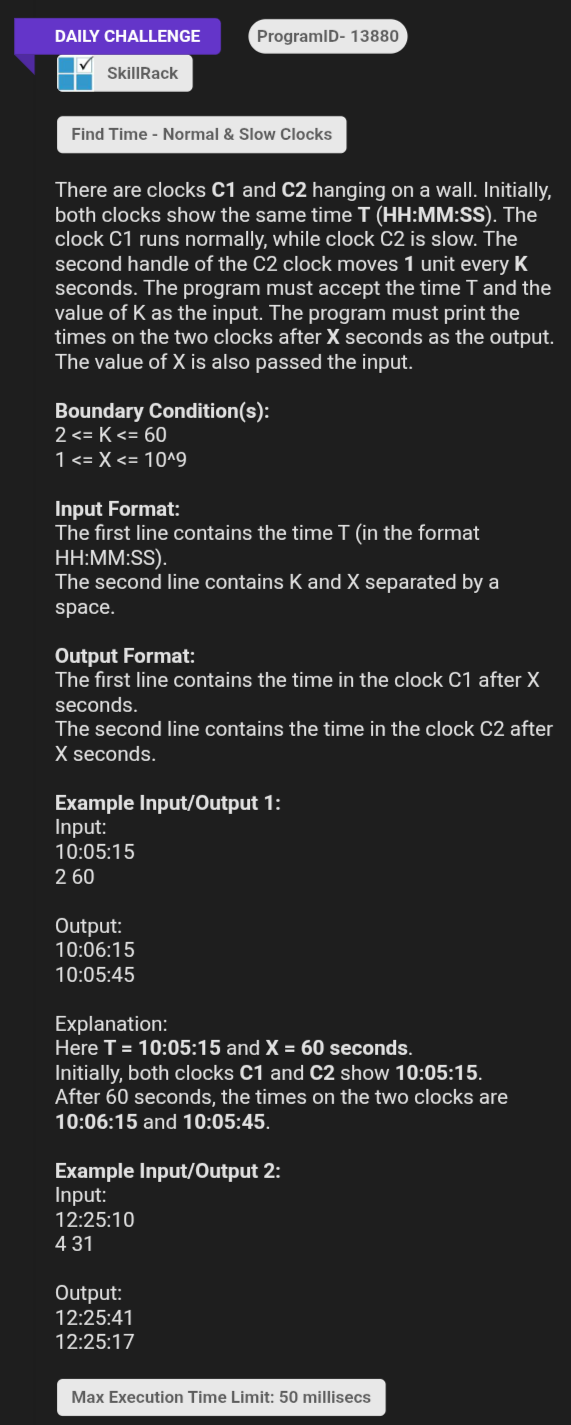 DAILY CHALLENGE
ProgramID- 13880
SkillRack
Find Time - Normal & Slow Clocks
There are clocks C1 and C2 hanging on a wall. Initially,
both clocks show the same time T (HH:MM:SS). The
clock C1 runs normally, while clock C2 is slow. The
second handle of the C2 clock moves 1 unit every K
seconds. The program must accept the time T and the
value of K as the input. The program must print the
times on the two clocks after X seconds as the output.
The value of X is also passed the input.
Boundary Condition(s):
2 <= K <= 60
1 <= X <= 10^9
Input Format:
The first line contains the time T (in the format
HH:MM:SS).
The second line contains K and X separated by a
space.
Output Format:
The first line contains the time in the clock C1 after X
seconds.
The second line contains the time in the clock C2 after
X seconds.
Example Input/Output 1:
Input:
10:05:15
2 60
Output:
10:06:15
10:05:45
Explanation:
Here T = 10:05:15 and X = 60 seconds.
Initially, both clocks C1 and C2 show 10:05:15.
After 60 seconds, the times on the two clocks are
10:06:15 and 10:05:45.
Example Input/Output 2:
Input:
12:25:10
4 31
Output:
12:25:41
12:25:17
Max Execution Time Limit: 50 millisecs